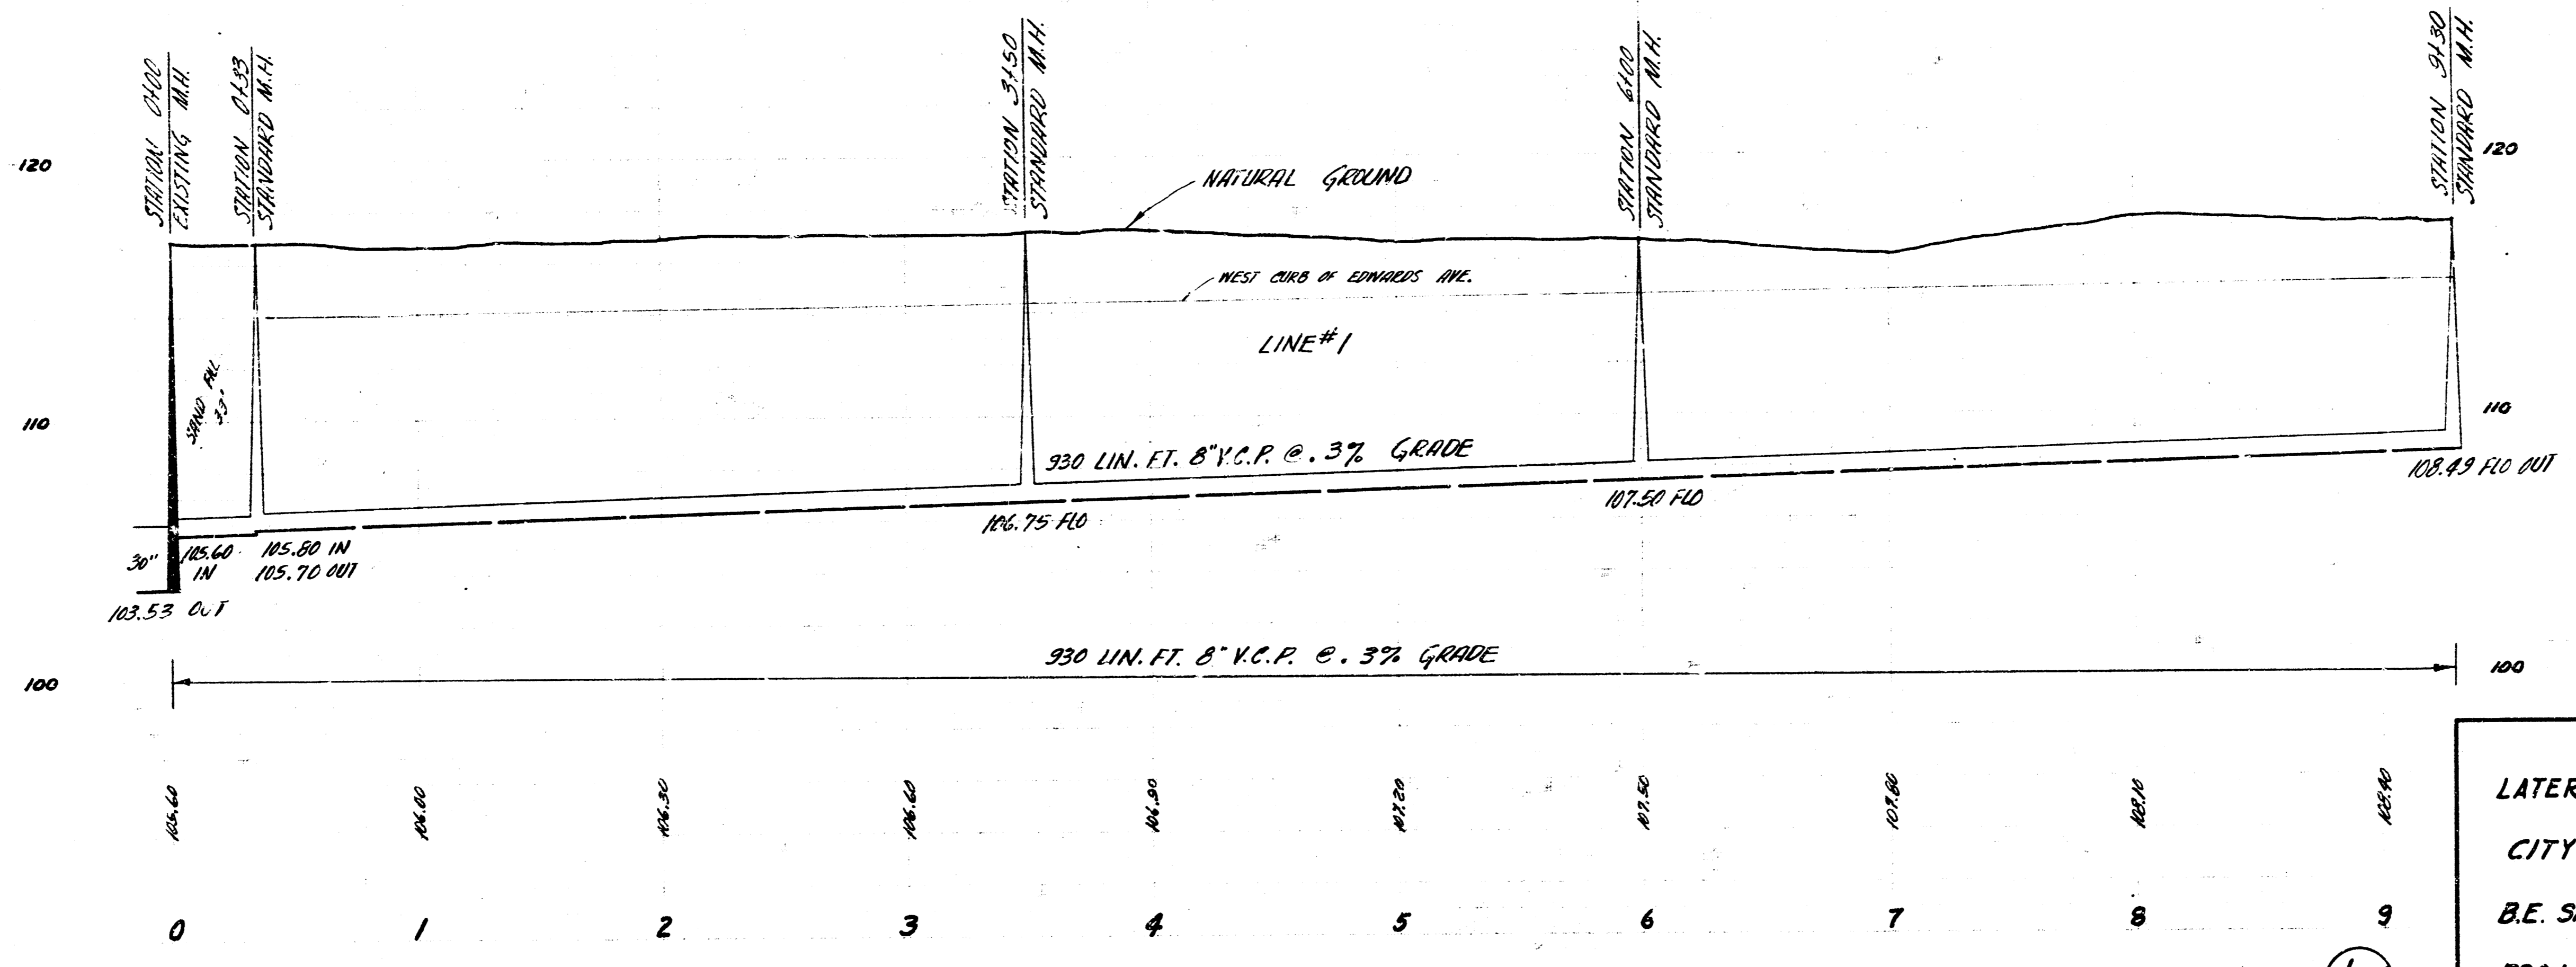 STATION 0+00
EXISTING M.H.
STATION 0+33
STANDARD M.H.
STATION 3+50
STANDARD M.H.
STATION 6+00
STANDARD M.H.
STATION 9+30
STANDARD M.H.
120
120
NATURAL GROUND
WEST CURB OF EDWARDS AVE.
LINE #1
SAND FILL
33'
110
110
930 LIN. FT. 8" V.C.P. @ .3% GRADE
108.49 FLO OUT
107.50 FLO
106.75 FLO
30"
105.60
IN
105.80 IN
105.70 OUT
103.53 OUT
930 LIN. FT. 8" V.C.P. @ .3% GRADE
100
100
105.60
106.00
106.30
106.60
106.90
107.20
107.50
107.80
108.10
108.40
LATER
CITY
B.E. S
0 1 2 3 4 5 6 7 8 9